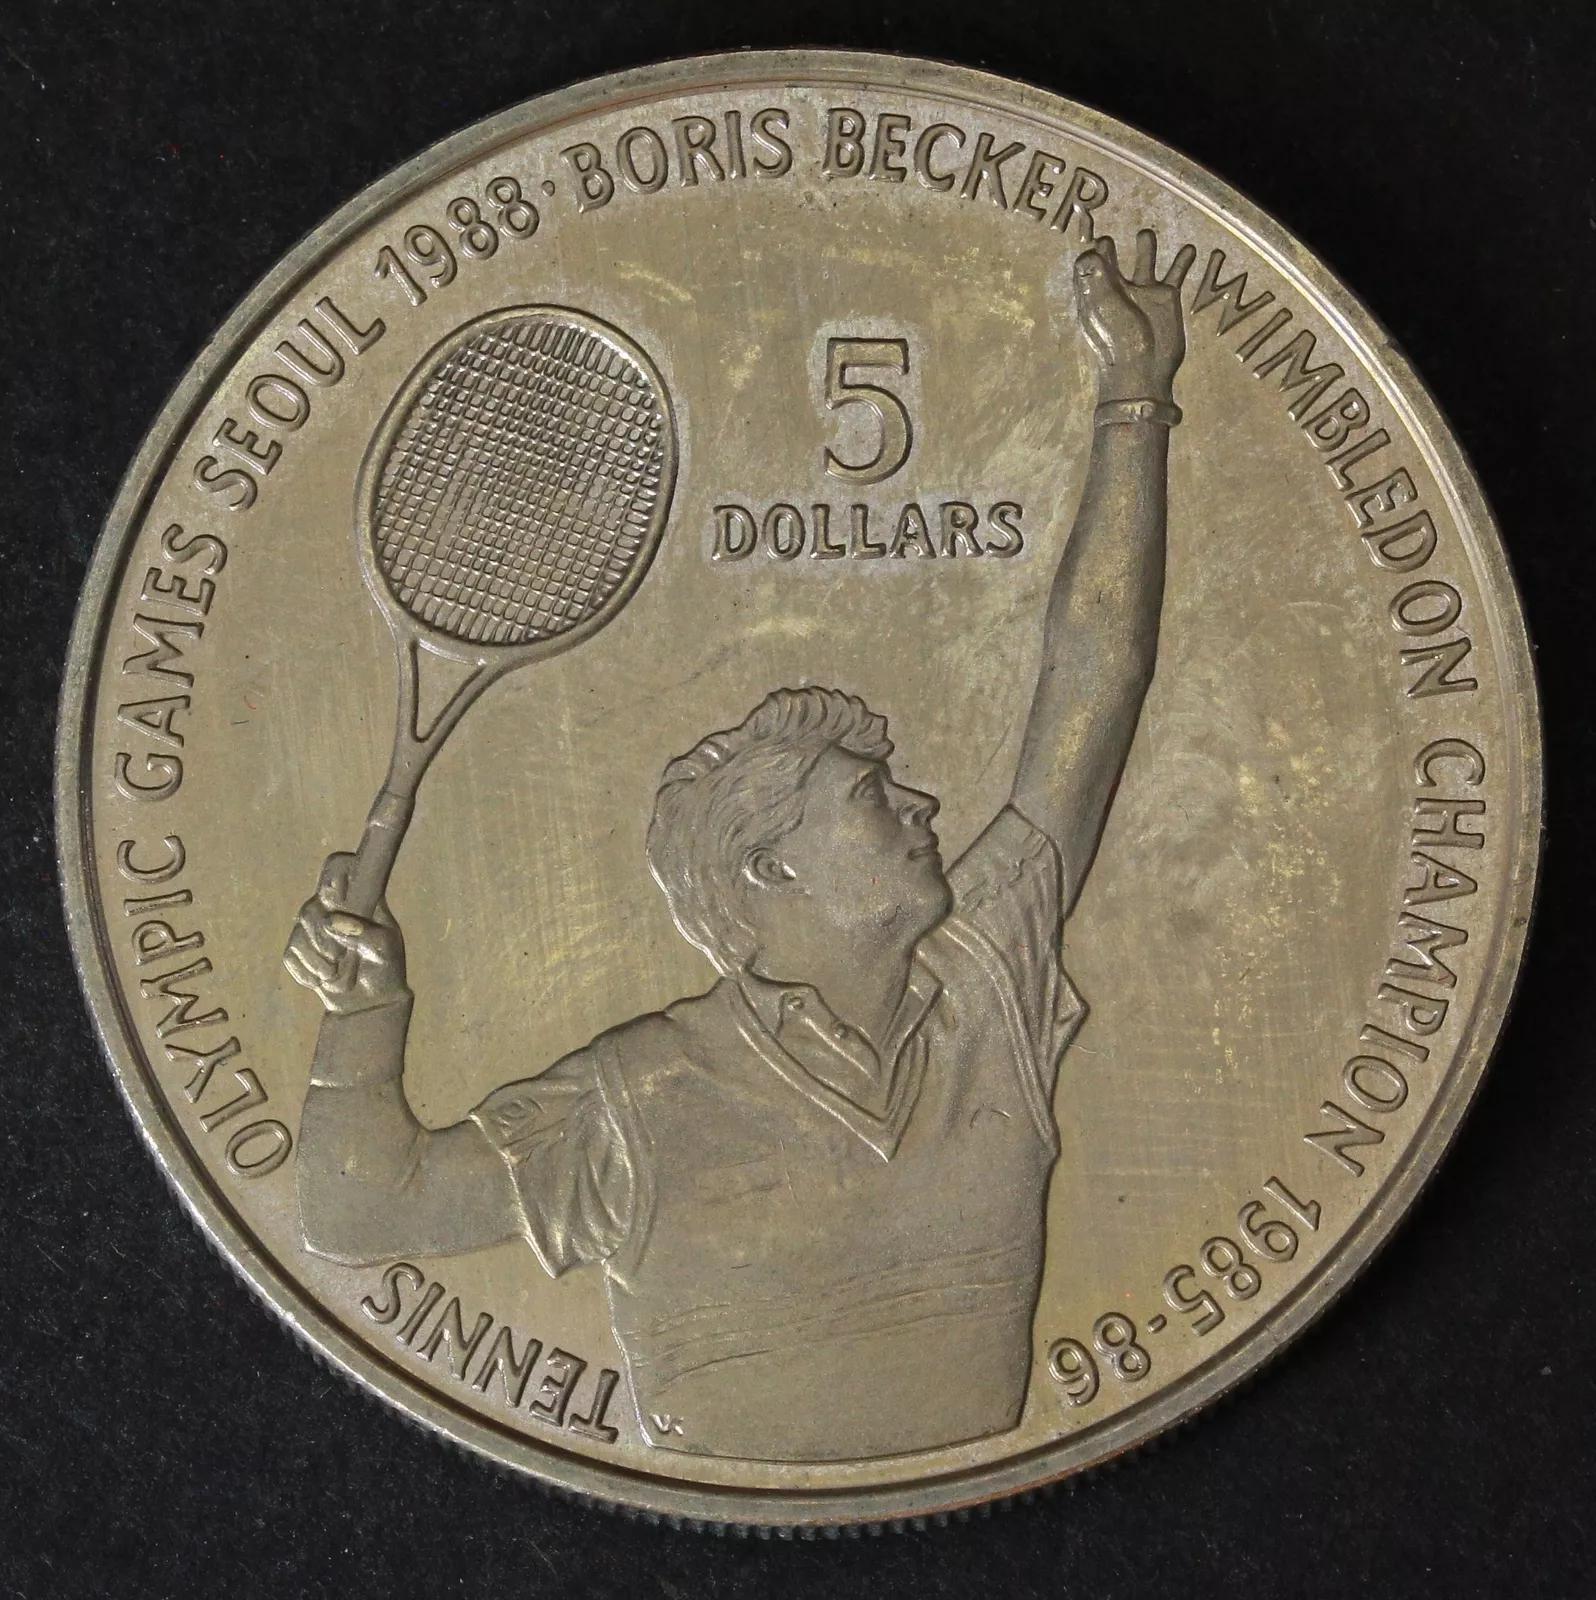 OLYMPIC GAMES SEOUL 1988 · BORIS BECKER WIMBLEDON CHAMPION 1985-86
5
DOLLARS
TENNIS